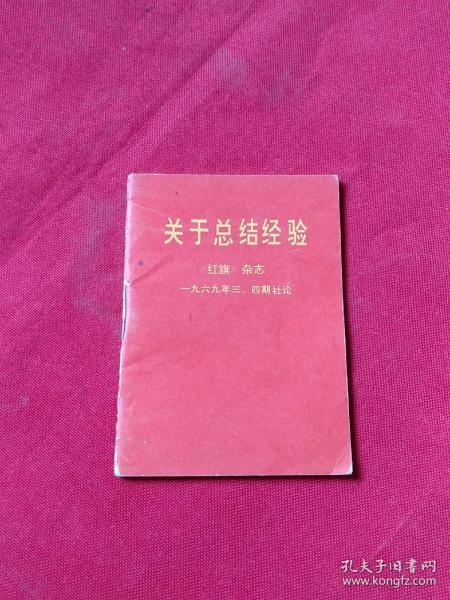 关于总结经验
《红旗》杂志
一九六九年三、四期社论
孔夫子旧书网
www.kongfz.com